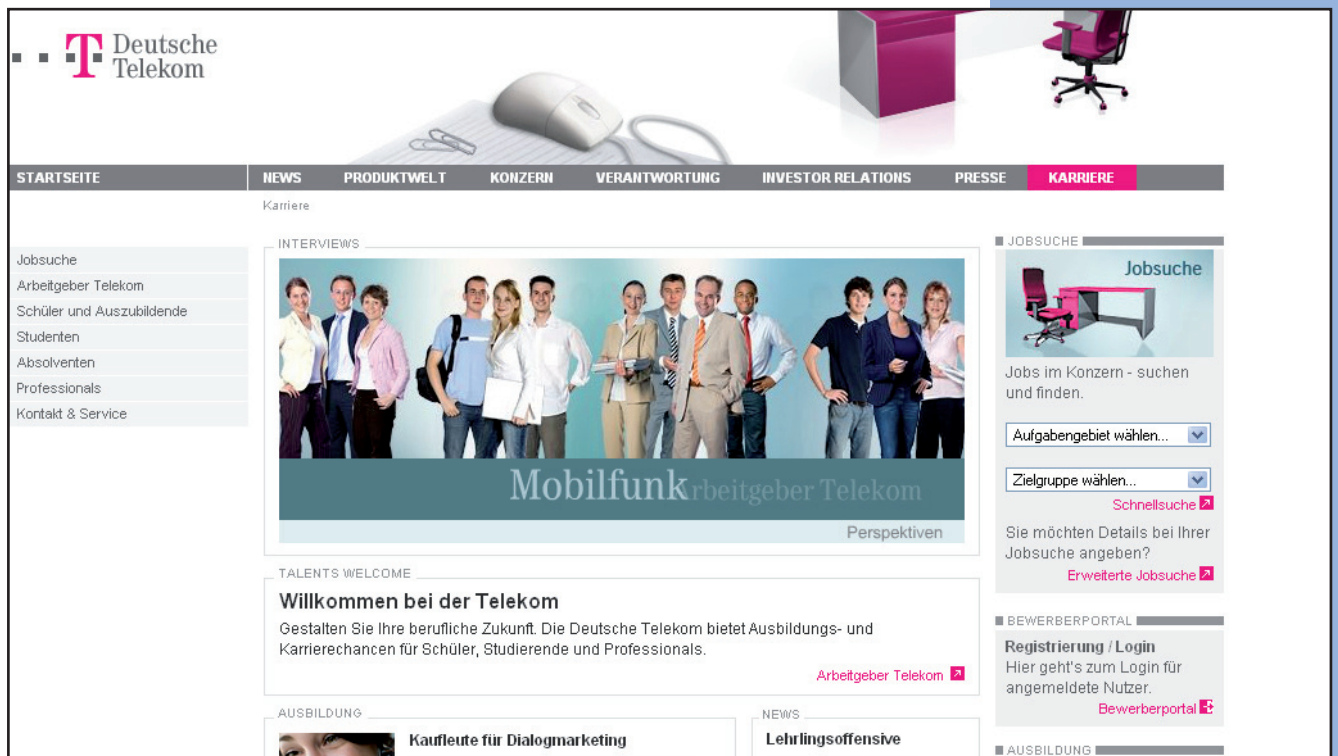 Deutsche
Telekom
STARTSEITE NEWS PRODUKTWELT KONZERN VERANTWORTUNG INVESTOR RELATIONS PRESSE KARRIERE
Karriere
Jobsuche
Arbeitgeber Telekom
Schüler und Auszubildende
Studenten
Absolventen
Professionals
Kontakt & Service
INTERVIEWS
Mobilfunk rbeitgeber Telekom
Perspektiven
TALENTS WELCOME
Willkommen bei der Telekom
Gestalten Sie Ihre berufliche Zukunft. Die Deutsche Telekom bietet Ausbildungs- und
Karrierechancen für Schüler, Studierende und Professionals.
Arbeitgeber Telekom
AUSBILDUNG
Kaufleute für Dialogmarketing
NEWS
Lehrlingsoffensive
JOBSUCHE
Jobsuche
Jobs im Konzern - suchen
und finden.
Aufgabengebiet wählen...
Zielgruppe wählen...
Schnellsuche
Sie möchten Details bei Ihrer
Jobsuche angeben?
Erweiterte Jobsuche
BEWERBERPORTAL
Registrierung / Login
Hier geht's zum Login für
angemeldete Nutzer.
Bewerberportal
AUSBILDUNG